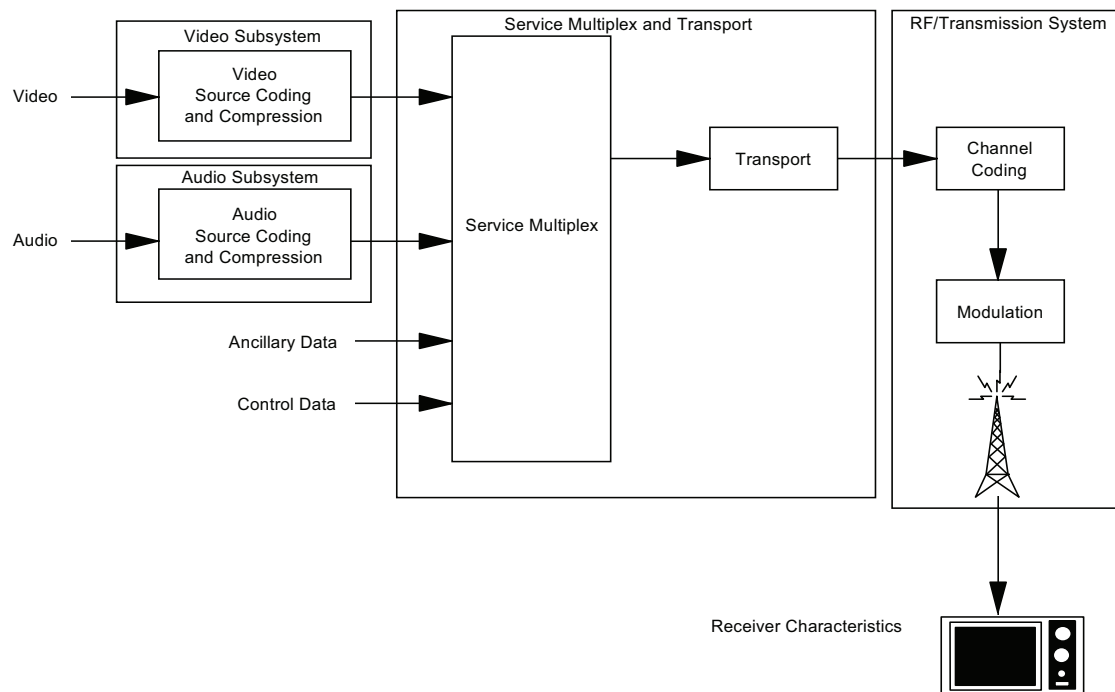 Video Subsystem
Video
Video
Source Coding
and Compression
Audio Subsystem
Audio
Audio
Source Coding
and Compression
Ancillary Data
Control Data
Service Multiplex and Transport
Service Multiplex
Transport
RF/Transmission System
Channel
Coding
Modulation
Receiver Characteristics